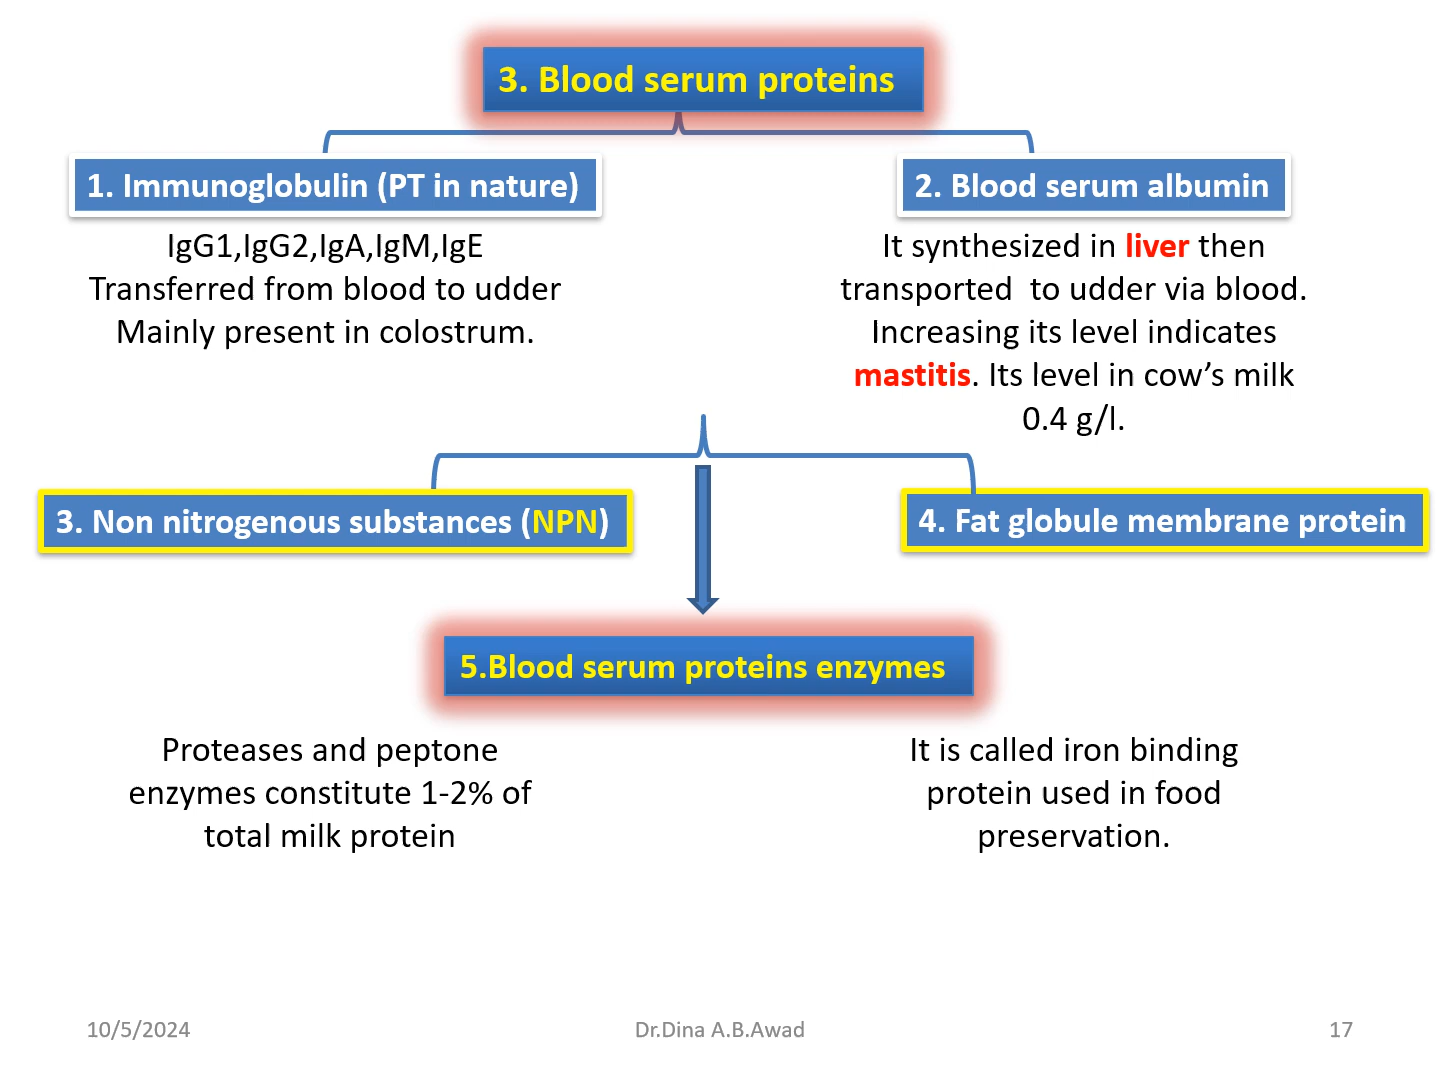 3. Blood serum proteins
1. Immunoglobulin (PT in nature)
IgG1,IgG2,IgA,IgM,IgE
Transferred from blood to udder
Mainly present in colostrum.
2. Blood serum albumin
It synthesized in liver then
transported  to udder via blood.
Increasing its level indicates
mastitis. Its level in cow’s milk
0.4 g/l.
3. Non nitrogenous substances (NPN)
4. Fat globule membrane protein
5.Blood serum proteins enzymes
Proteases and peptone
enzymes constitute 1-2% of
total milk protein
It is called iron binding
protein used in food
preservation.
10/5/2024
Dr.Dina A.B.Awad
17